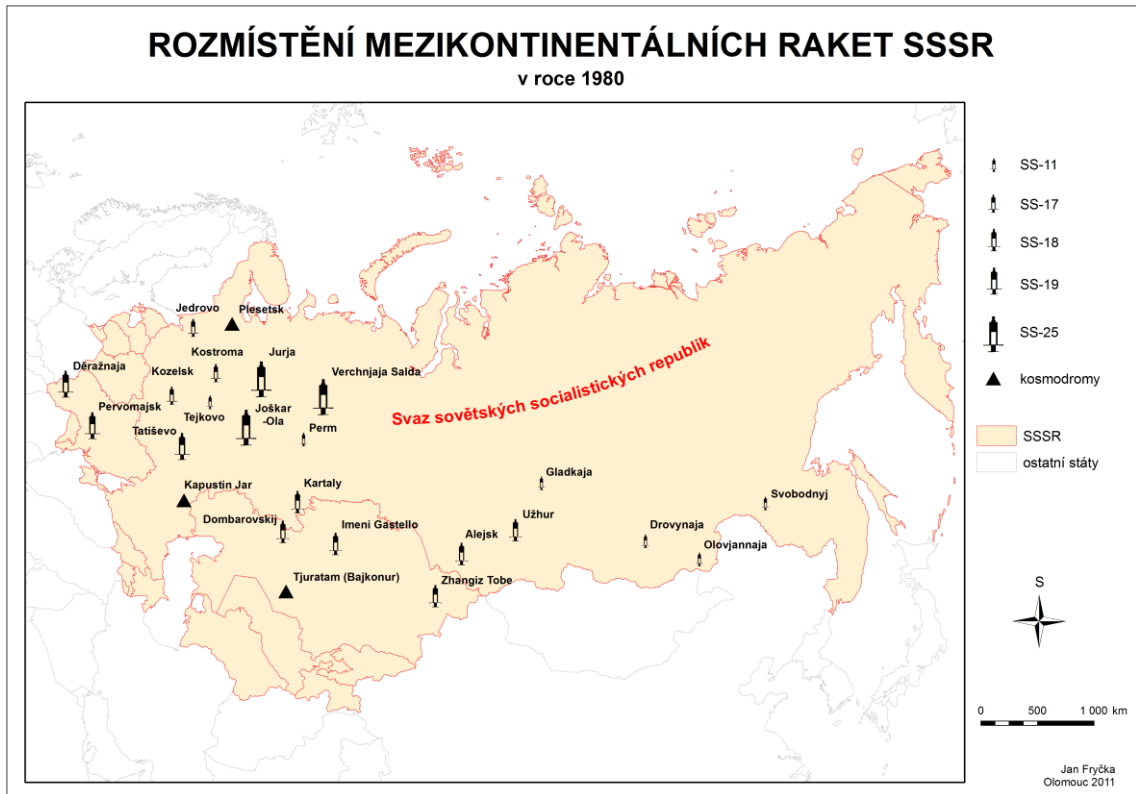 ROZMÍSTĚNÍ MEZIKONTINENTÁLNÍCH RAKET SSSR
v roce 1980
Jedrovo
Plesetsk
Kostroma
Jurja
Děražnaja
Kozelsk
Verchnjaja Salda
Pervomajsk
Tejkovo
Joškar
-Ola
Tatiševo
Perm
Svaz sovětských socialistických republik
Kapustin Jar
Kartaly
Gladkaja
Svobodnyj
Dombarovskij
Imeni Gastello
Užhur
Drovynaja
Alejsk
Olovjannaja
Tjuratam (Bajkonur)
Zhangiz Tobe
SS-11
SS-17
SS-18
SS-19
SS-25
kosmodromy
SSSR
ostatní státy
S
0 500 1 000 km
Jan Fryčka
Olomouc 2011